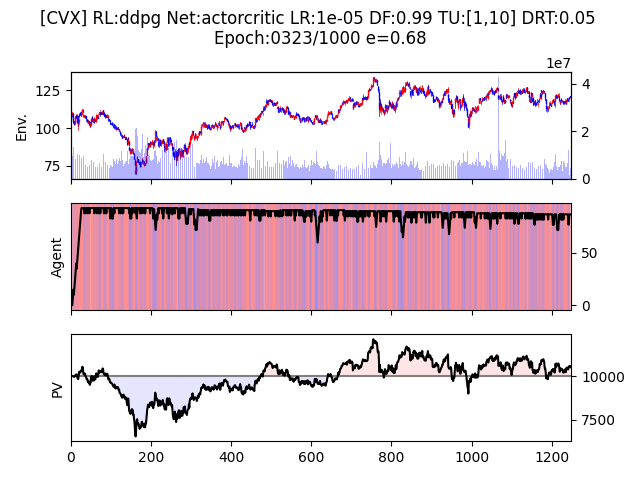 [CVX] RL:ddpg Net:actorcritic LR:1e-05 DF:0.99 TU:[1,10] DRT:0.05
Epoch:0323/1000 e=0.68
1e7
125
100
75
Env.
4
2
0
Agent
50
0
PV
10000
7500
0 200 400 600 800 1000 1200